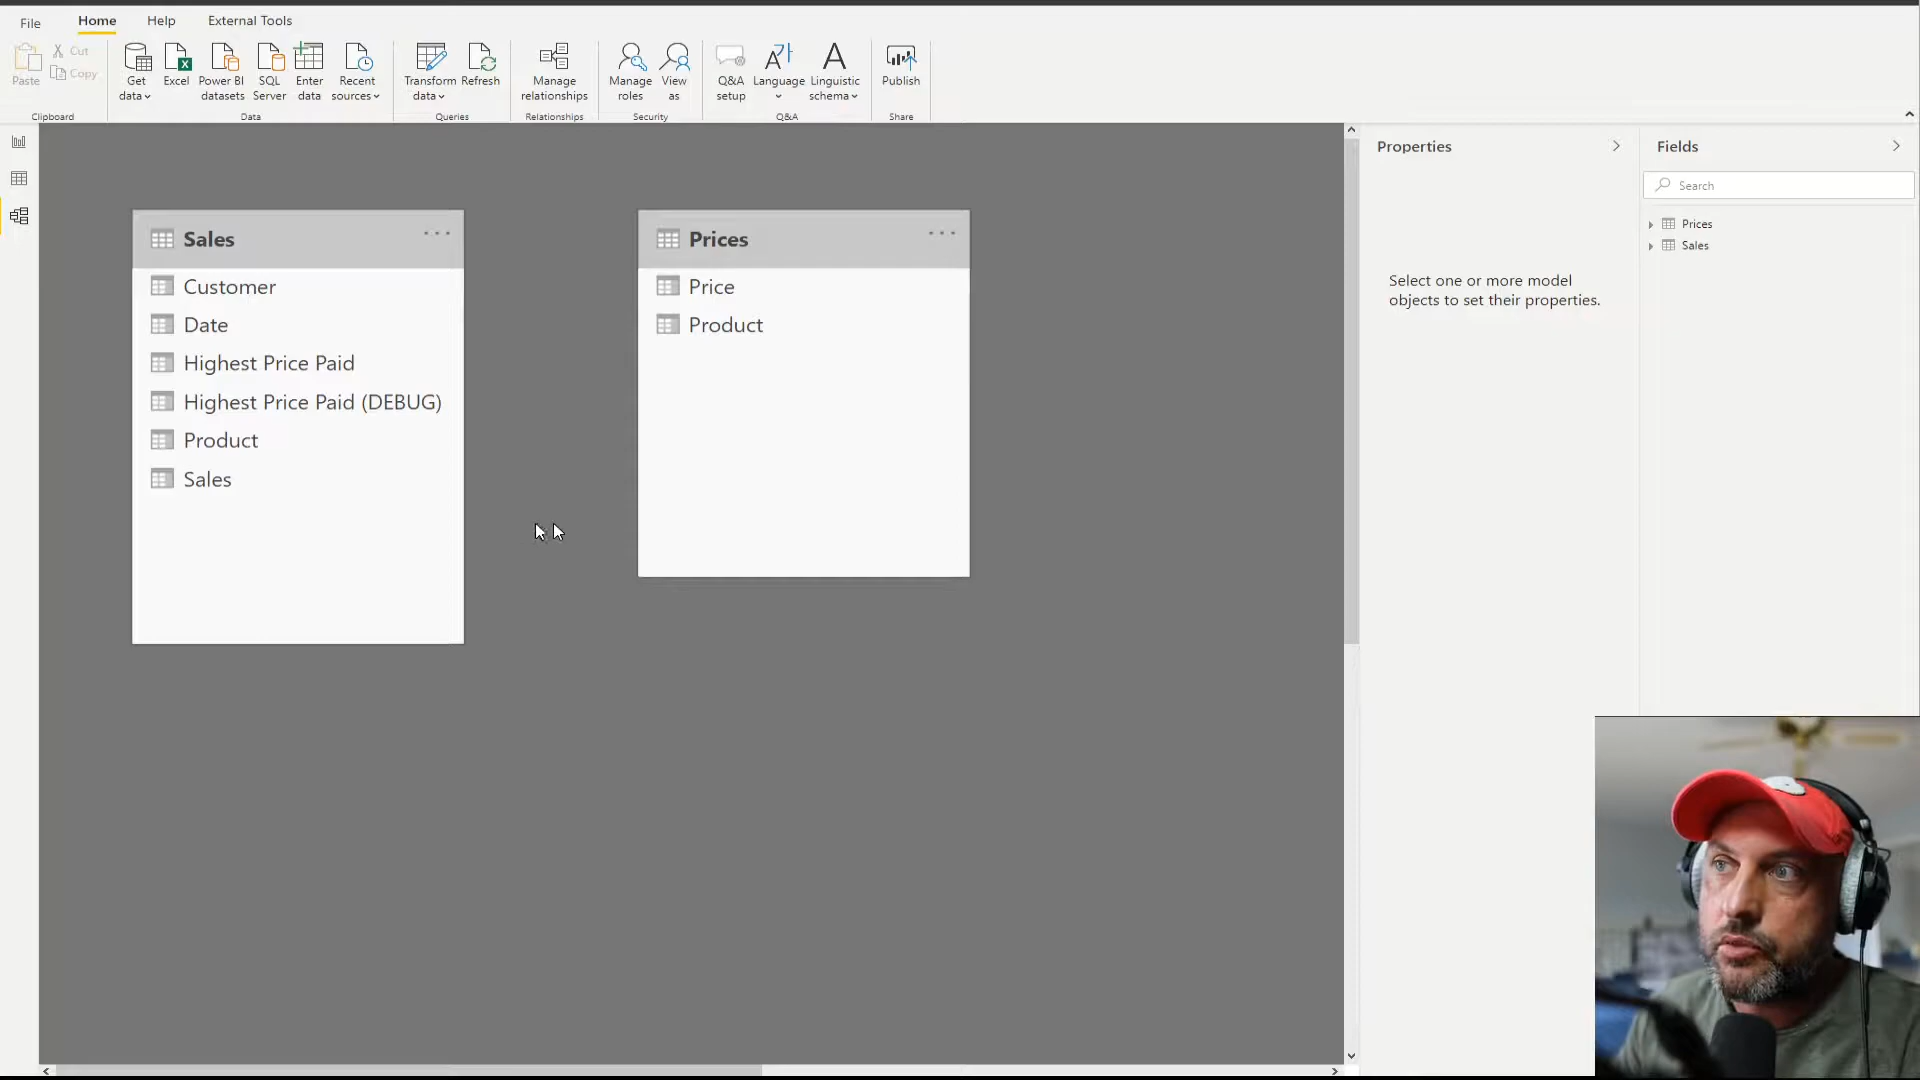 File
Home
Help
External Tools
Paste
Cut
Copy
Clipboard
Get data
Excel
Power BI datasets
SQL Server
Enter data
Recent sources
Data
Transform data
Refresh
Queries
Manage relationships
Relationships
Manage roles
View as
Security
Q&A setup
Language
Linguistic schema
Q&A
Publish
Share
Sales
Customer
Date
Highest Price Paid
Highest Price Paid (DEBUG)
Product
Sales
Prices
Price
Product
Properties
Select one or more model
objects to set their properties.
Fields
Search
Prices
Sales